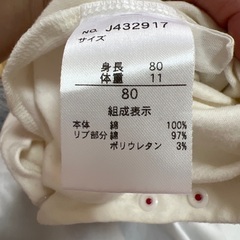 NO. J432917
サイズ
身長 80
体重 11
80
組成表示
本体 綿 100%
リブ部分 綿 97%
ポリウレタン 3%